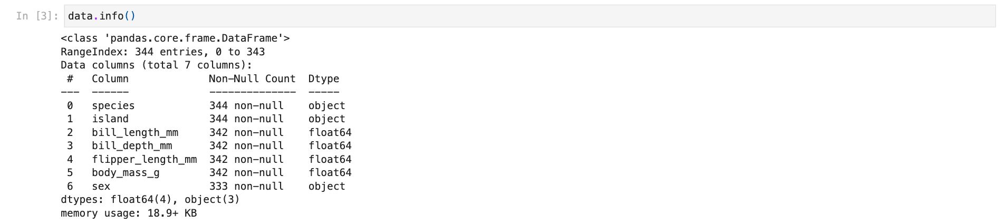 In [3]: data.info()
<class 'pandas.core.frame.DataFrame'>
RangeIndex: 344 entries, 0 to 343
Data columns (total 7 columns):
 #   Column             Non-Null Count  Dtype
---  ------             --------------  -----
 0   species            344 non-null    object
 1   island             344 non-null    object
 2   bill_length_mm     342 non-null    float64
 3   bill_depth_mm      342 non-null    float64
 4   flipper_length_mm  342 non-null    float64
 5   body_mass_g        342 non-null    float64
 6   sex                333 non-null    object
dtypes: float64(4), object(3)
memory usage: 18.9+ KB